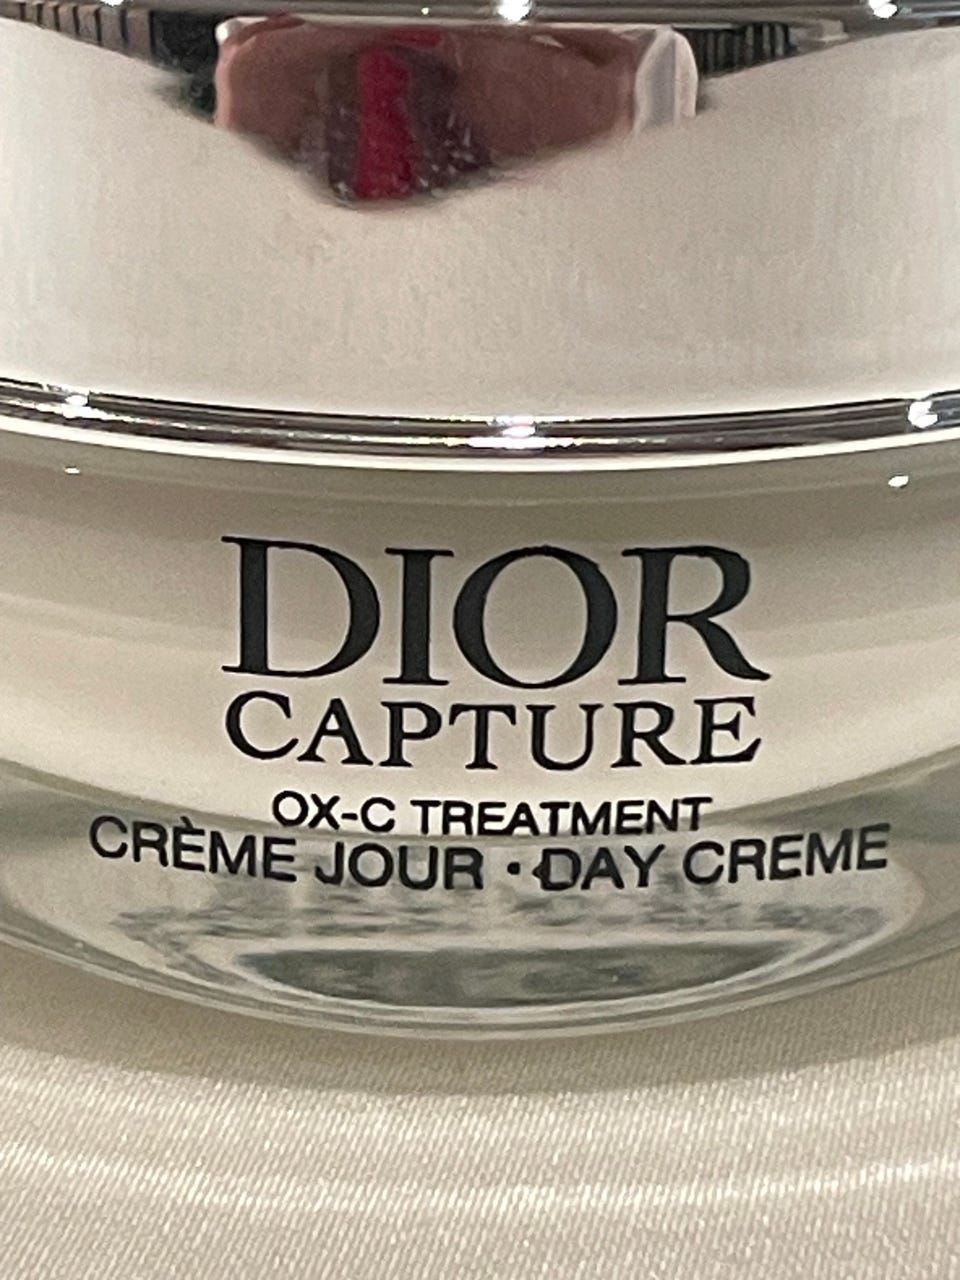 DIOR
CAPTURE
OX-C TREATMENT
CRÈME JOUR · DAY CREME